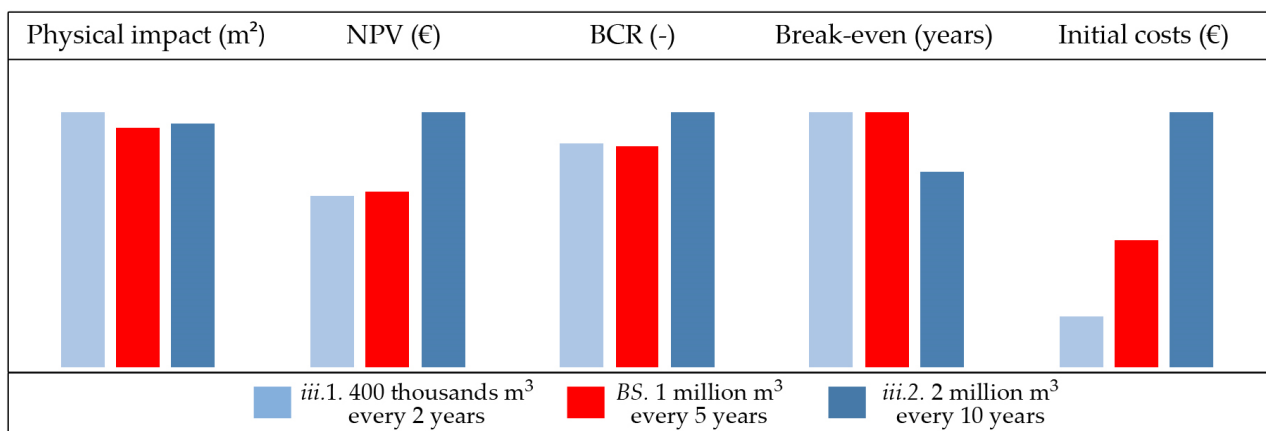 Physical impact (m²) NPV (€) BCR (-) Break-even (years) Initial costs (€)
iii.1. 400 thousands m³ BS. 1 million m³ iii.2. 2 million m³
every 2 years every 5 years every 10 years